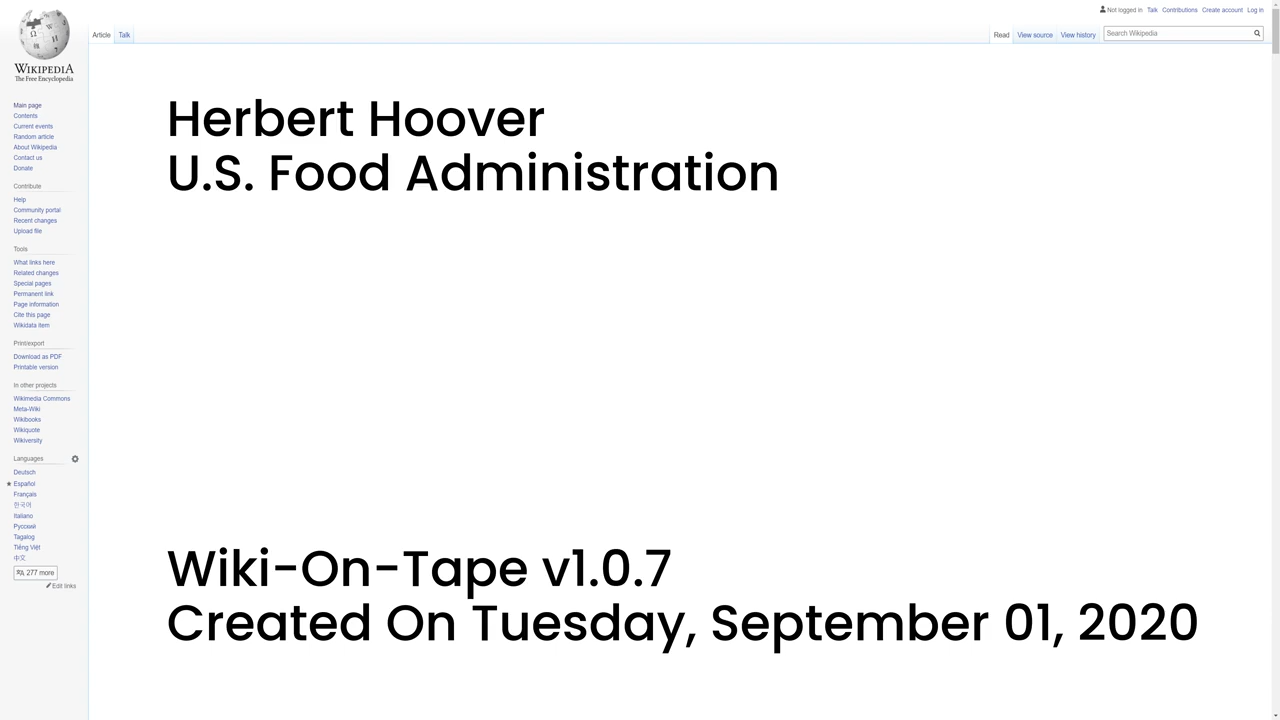 Not logged in Talk Contributions Create account Log in
Article Talk Read View source View history Search Wikipedia
WIKIPEDIA
The Free Encyclopedia
Main page
Contents
Current events
Random article
About Wikipedia
Contact us
Donate
Contribute
Help
Community portal
Recent changes
Upload file
Tools
What links here
Related changes
Special pages
Permanent link
Page information
Cite this page
Wikidata item
Print/export
Download as PDF
Printable version
In other projects
Wikimedia Commons
Meta-Wiki
Wikibooks
Wikiquote
Wikiversity
Languages
Deutsch
Español
Français
한국어
Italiano
Русский
Tagalog
Tiếng Việt
中文
277 more
Edit links
Herbert Hoover
U.S. Food Administration
Wiki-On-Tape v1.0.7
Created On Tuesday, September 01, 2020